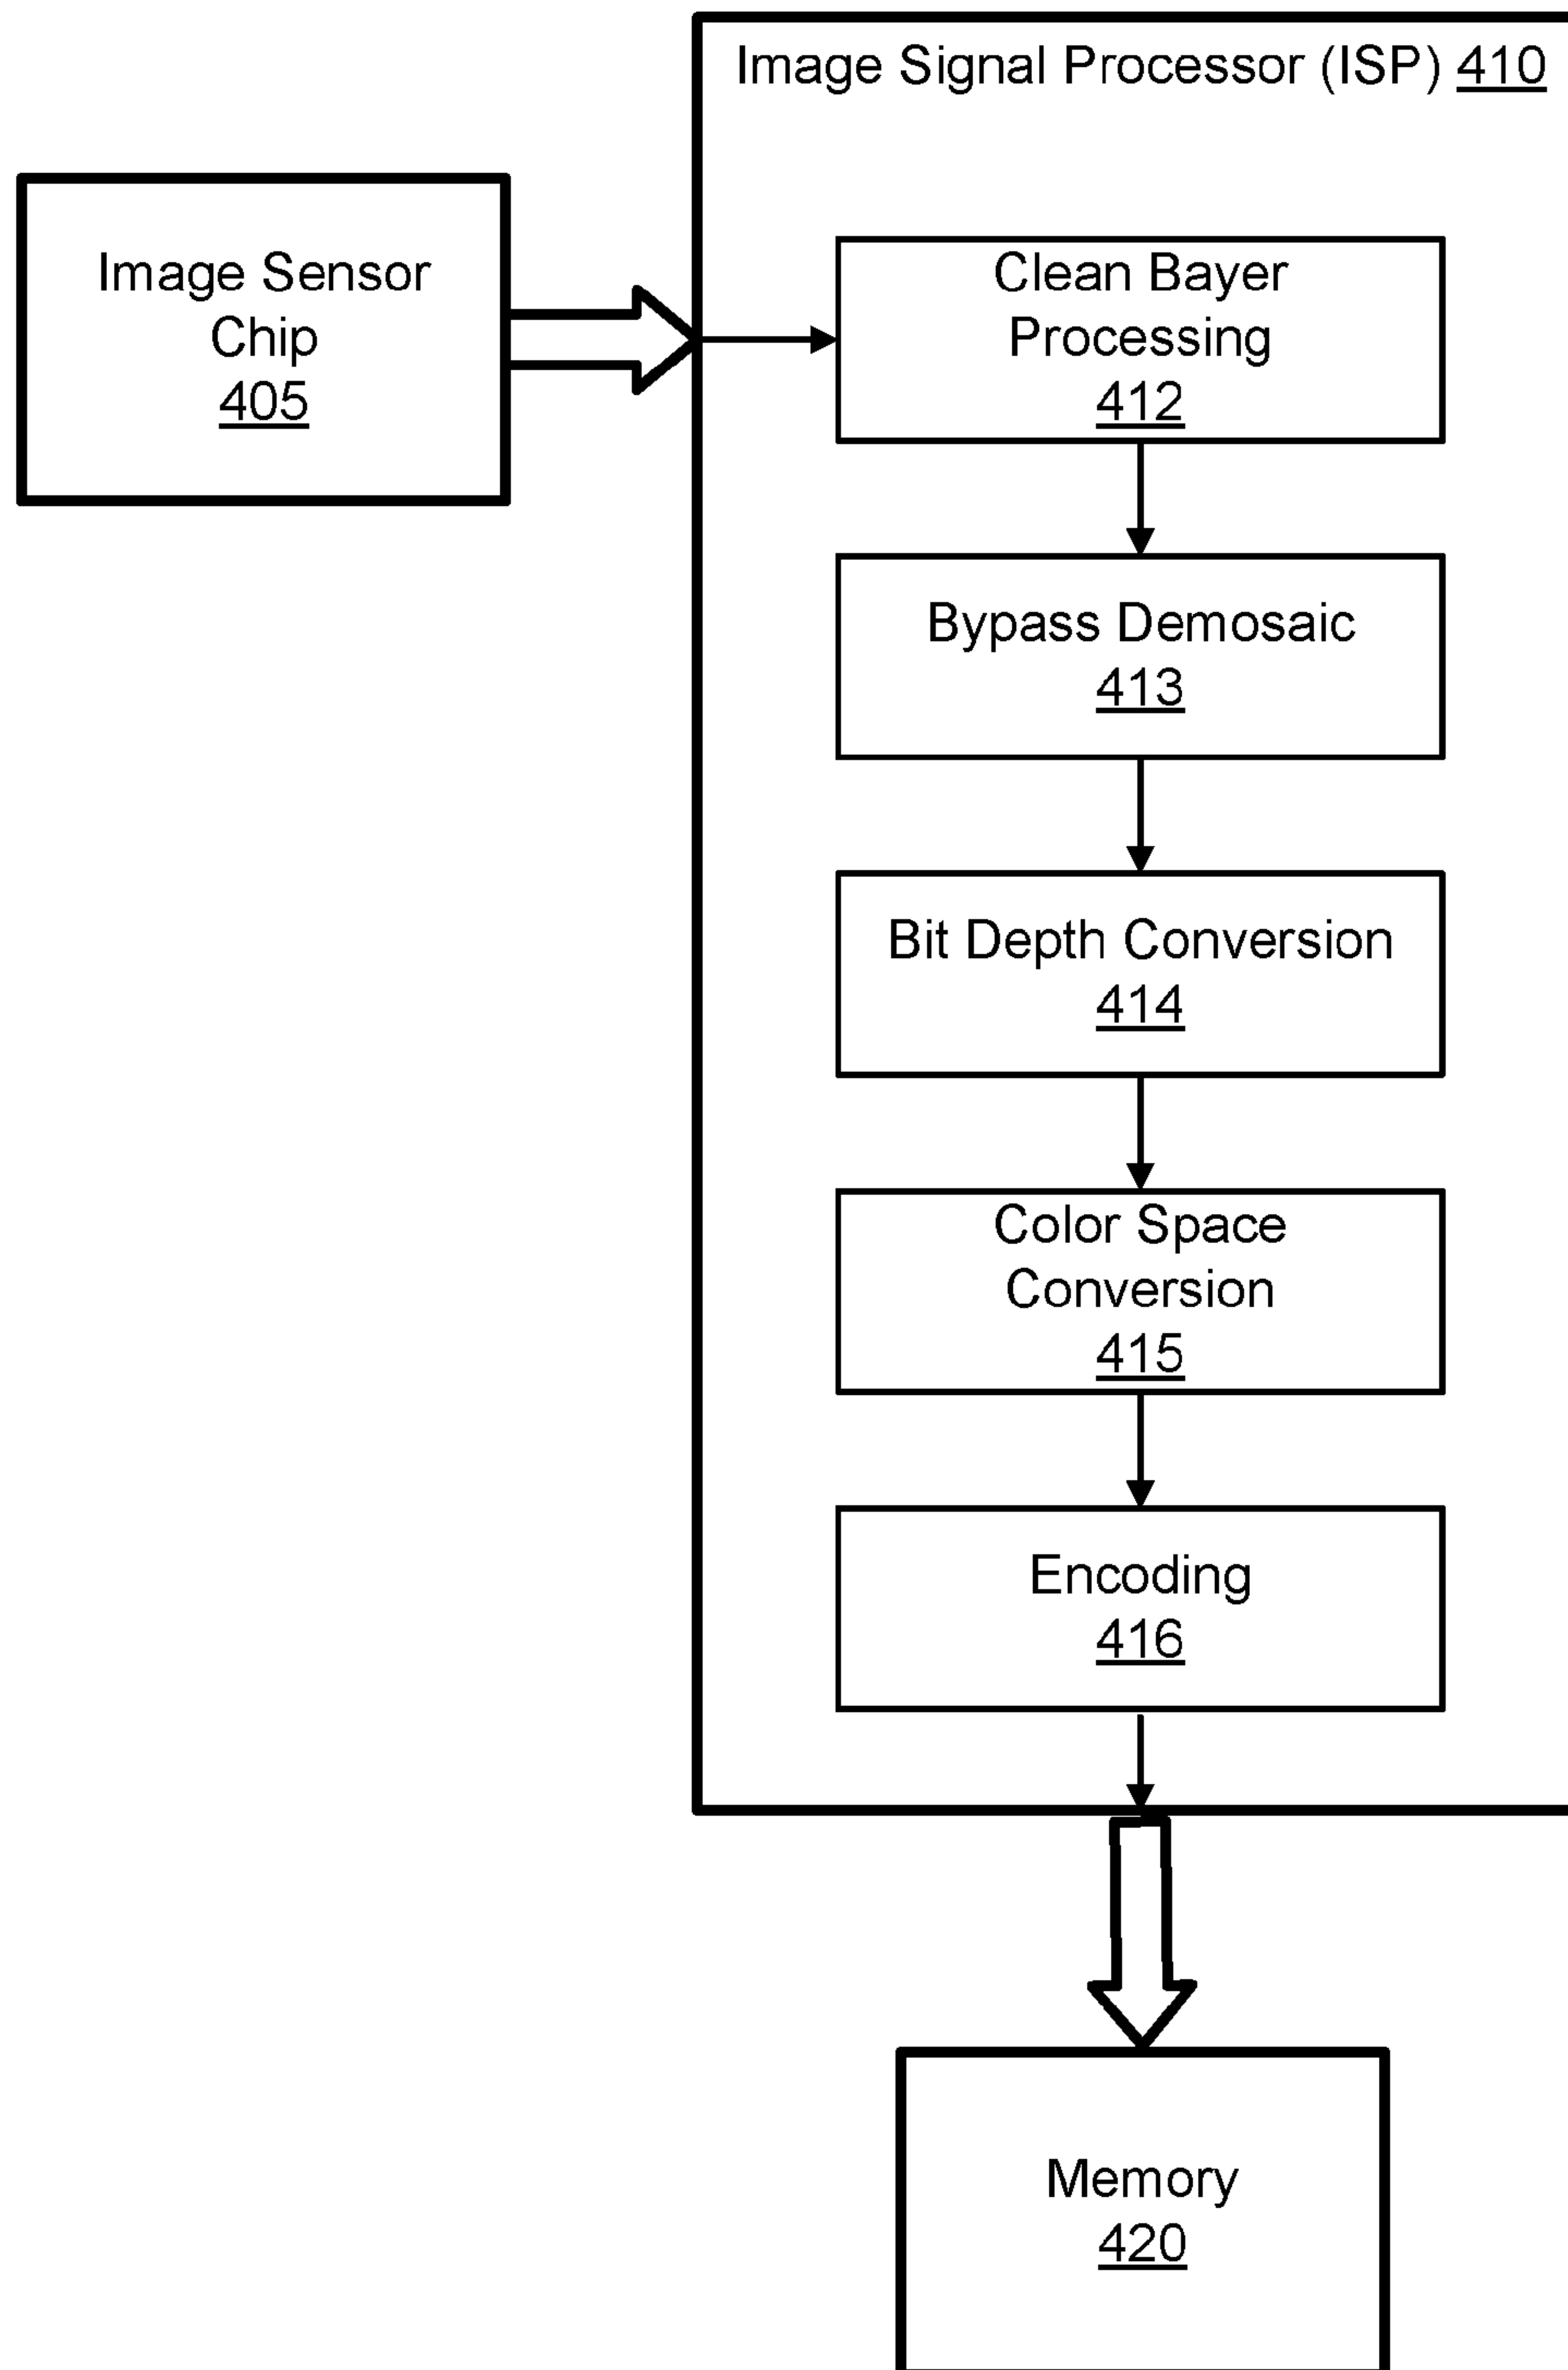 Image Signal Processor (ISP) 410
Image Sensor
Chip
405
Clean Bayer
Processing
412
Bypass Demosaic
413
Bit Depth Conversion
414
Color Space
Conversion
415
Encoding
416
Memory
420